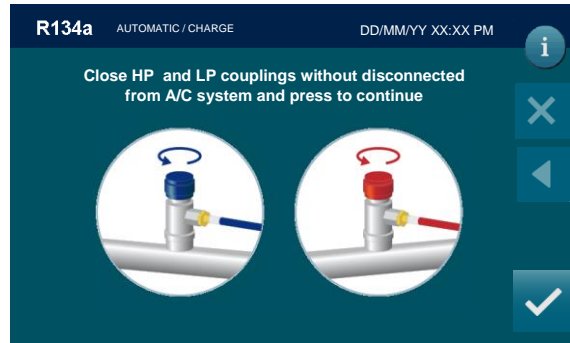 R134a AUTOMATIC / CHARGE DD/MM/YY XX:XX PM
i
Close HP and LP couplings without disconnected
from A/C system and press to continue